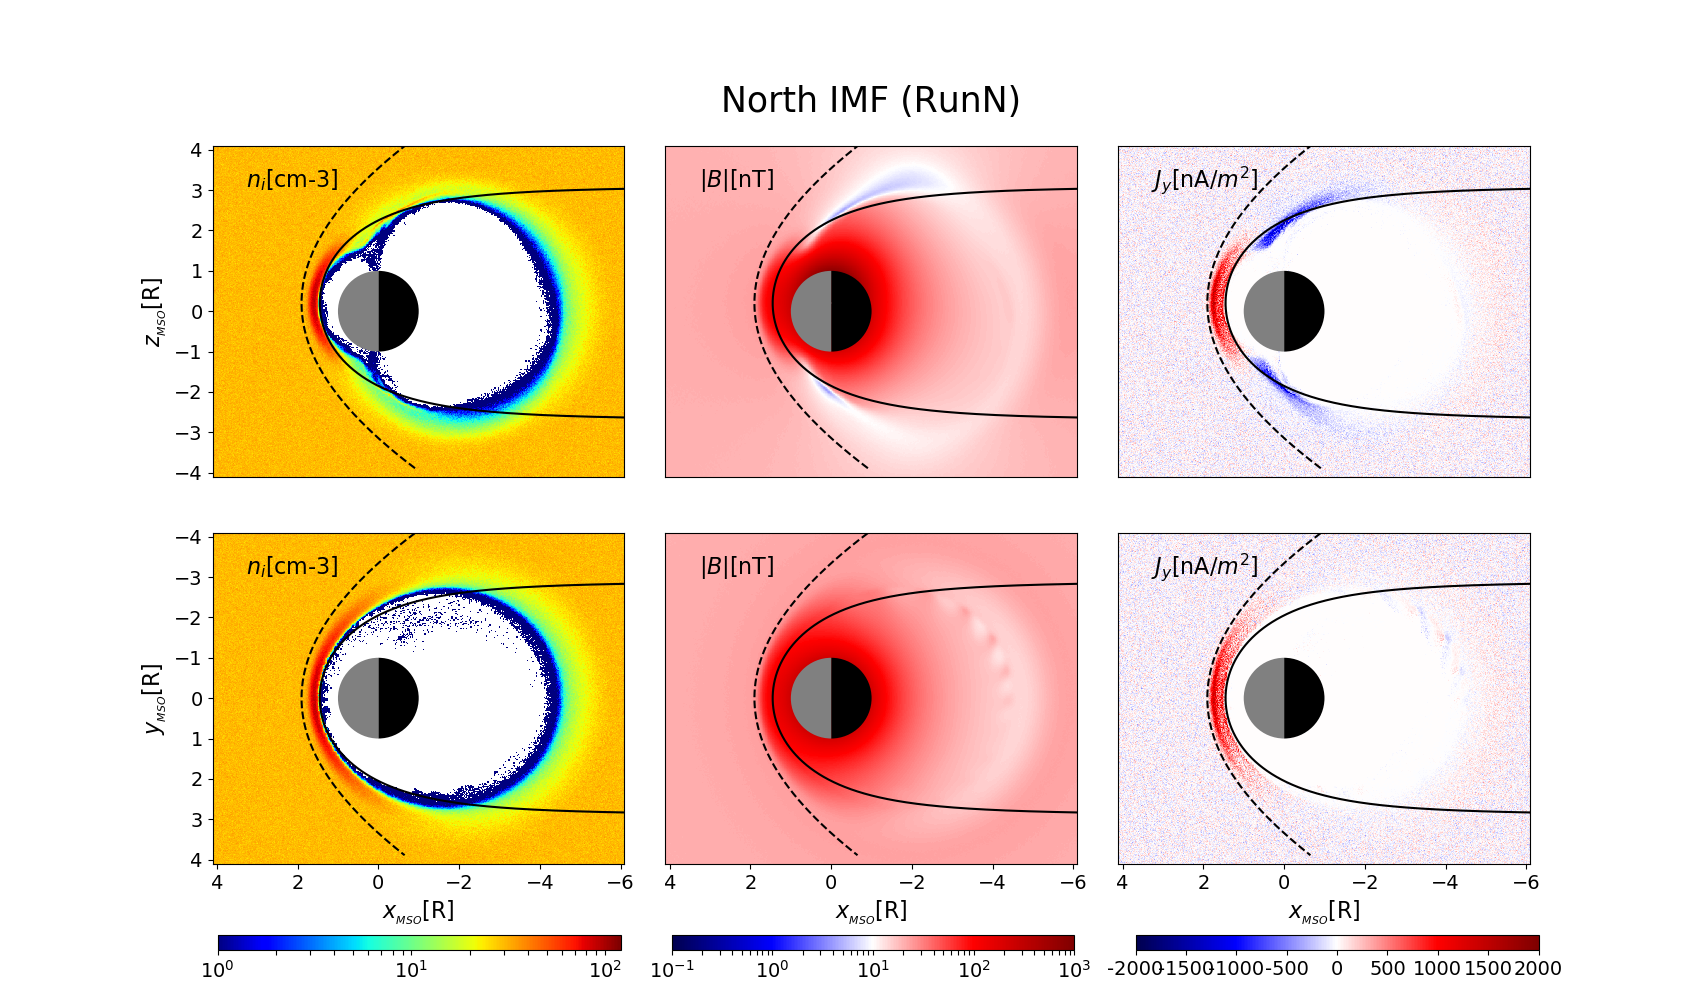 North IMF (RunN)
n_i[cm-3]
|B|[nT]
J_y[nA/m^2]
4
3
2
1
0
−1
−2
−3
−4
z_MSO[R]
n_i[cm-3]
|B|[nT]
J_y[nA/m^2]
−4
−3
−2
−1
0
1
2
3
4
y_MSO[R]
4 2 0 −2 −4 −6
4 2 0 −2 −4 −6
4 2 0 −2 −4 −6
x_MSO[R]
x_MSO[R]
x_MSO[R]
10^0 10^1 10^2
10^−1 10^0 10^1 10^2 10^3
-2000 -1500 -1000 -500 0 500 1000 1500 2000